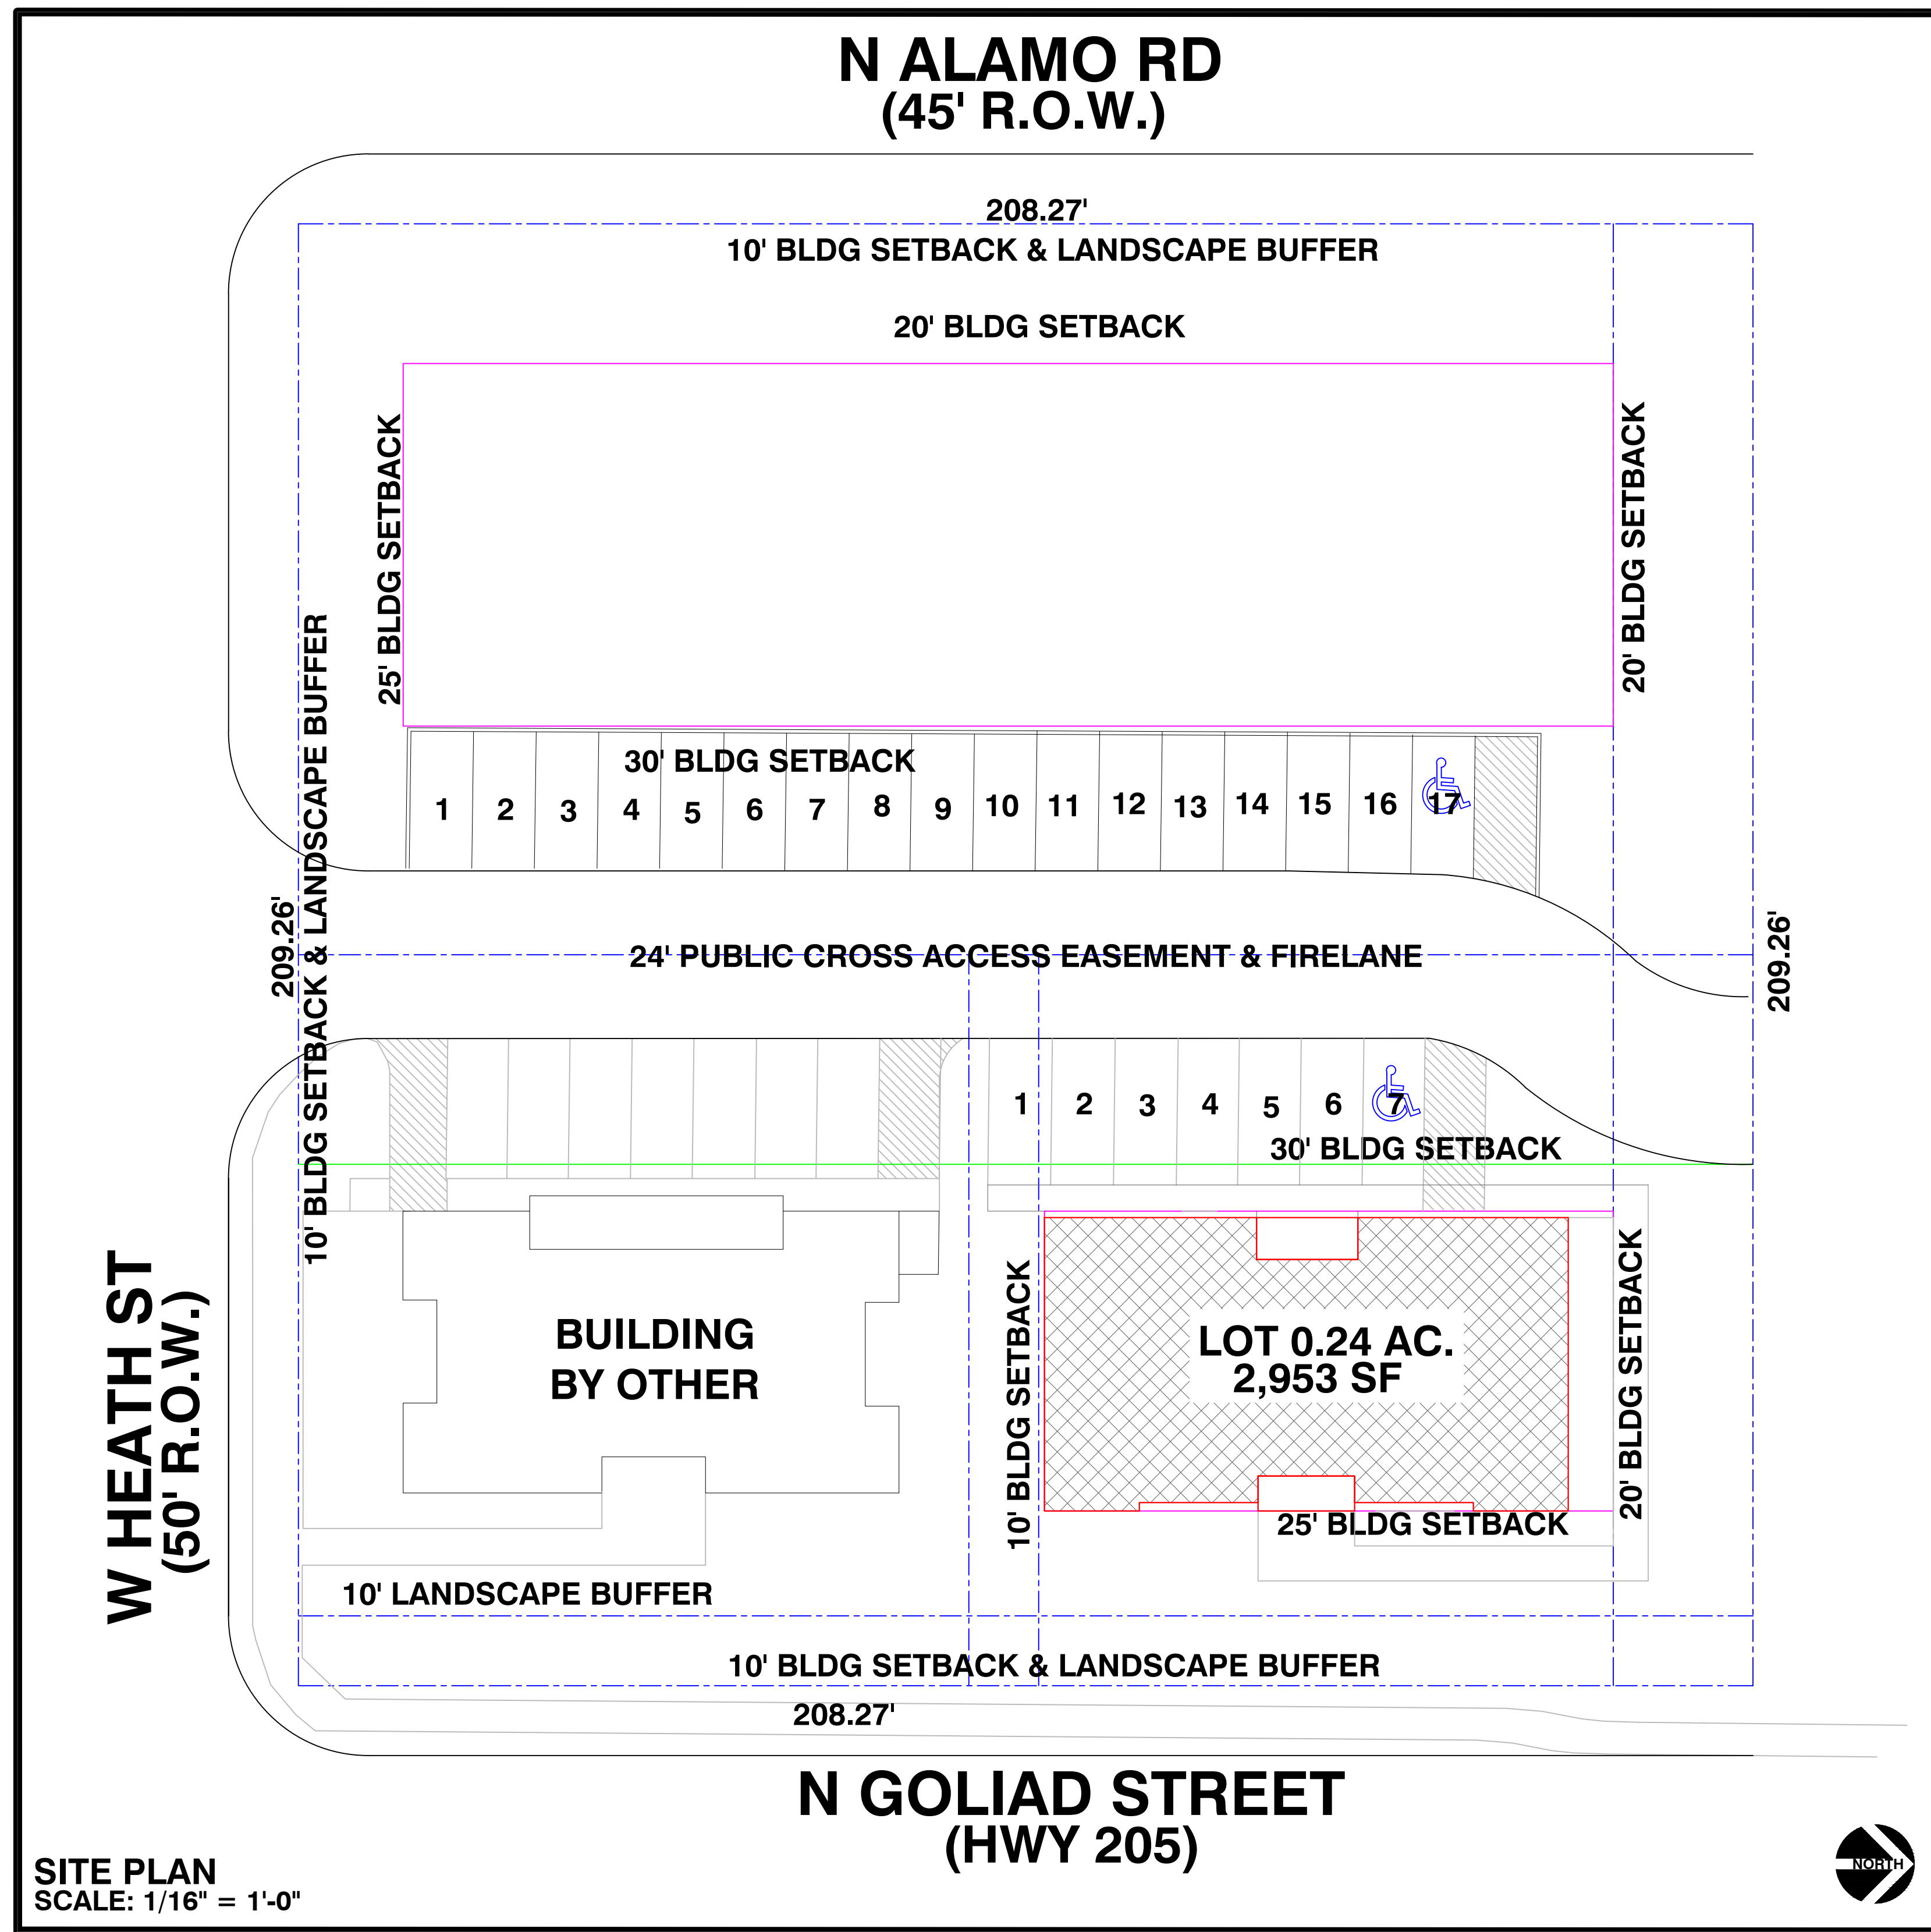 N ALAMO RD
(45' R.O.W.)
208.27'
10' BLDG SETBACK & LANDSCAPE BUFFER
20' BLDG SETBACK
25' BLDG SETBACK
20' BLDG SETBACK
10' BLDG SETBACK & LANDSCAPE BUFFER
30' BLDG SETBACK
1 2 3 4 5 6 7 8 9 10 11 12 13 14 15 16 17
209.26'
24' PUBLIC CROSS ACCESS EASEMENT & FIRELANE
209.26'
1 2 3 4 5 6 7
30' BLDG SETBACK
W HEATH ST
(50' R.O.W.)
BUILDING
BY OTHER
10' BLDG SETBACK
LOT 0.24 AC.
2,953 SF
20' BLDG SETBACK
25' BLDG SETBACK
10' LANDSCAPE BUFFER
10' BLDG SETBACK & LANDSCAPE BUFFER
208.27'
N GOLIAD STREET
(HWY 205)
SITE PLAN
SCALE: 1/16" = 1'-0"
NORTH